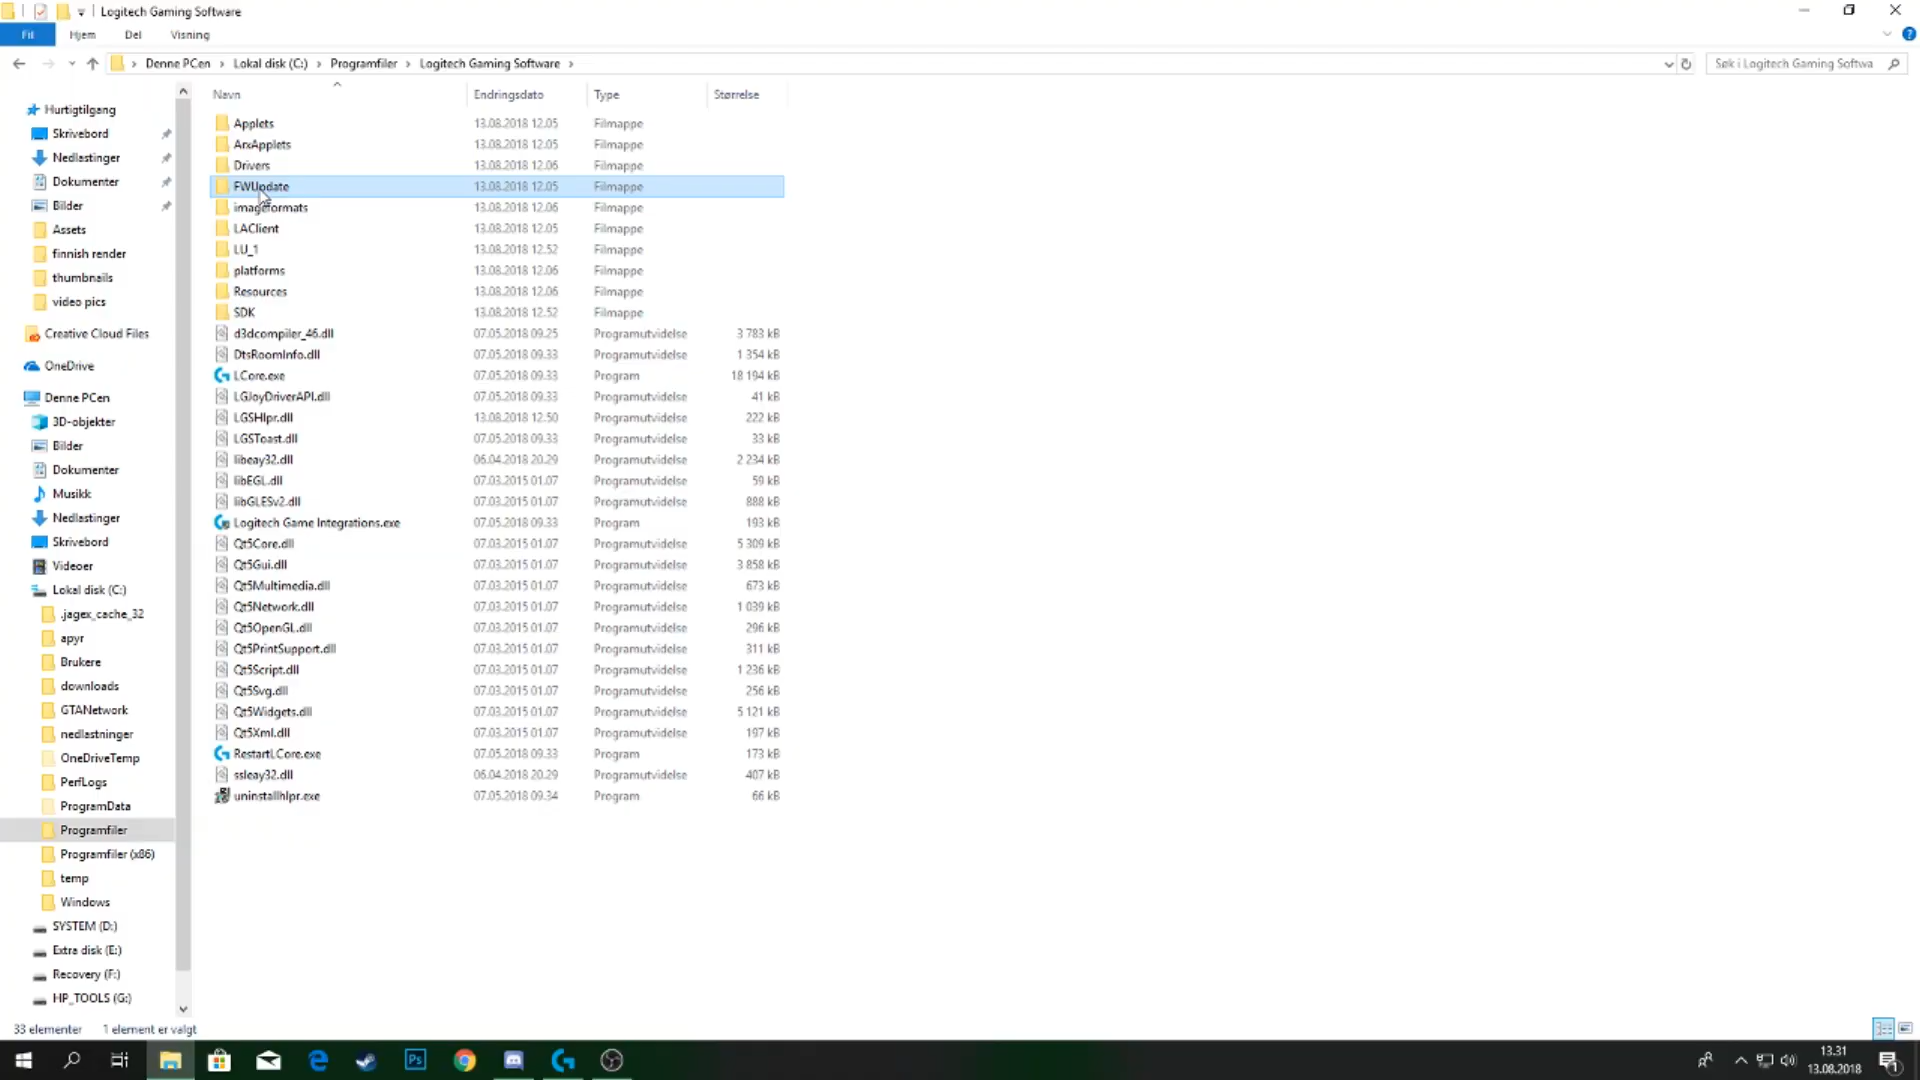 Logitech Gaming Software
Fil Hjem Del Visning
Denne PCen Lokal disk (C:) Programfiler Logitech Gaming Software
Søk i Logitech Gaming Softwa
Hurtigtilgang
Skrivebord
Nedlastinger
Dokumenter
Bilder
Assets
finnish render
thumbnails
video pics
Creative Cloud Files
OneDrive
Denne PCen
3D-objekter
Bilder
Dokumenter
Musikk
Nedlastinger
Skrivebord
Videoer
Lokal disk (C:)
.jagex_cache_32
apyr
Brukere
downloads
GTANetwork
nedlastninger
OneDriveTemp
PerfLogs
ProgramData
Programfiler
Programfiler (x86)
temp
Windows
SYSTEM (D:)
Extra disk (E:)
Recovery (F:)
HP_TOOLS (G:)
Navn Endringsdato Type Størrelse
Applets 13.08.2018 12.05 Filmappe
ArxApplets 13.08.2018 12.05 Filmappe
Drivers 13.08.2018 12.06 Filmappe
FWUpdate 13.08.2018 12.05 Filmappe
imageformats 13.08.2018 12.06 Filmappe
LAClient 13.08.2018 12.05 Filmappe
LU_1 13.08.2018 12.52 Filmappe
platforms 13.08.2018 12.06 Filmappe
Resources 13.08.2018 12.06 Filmappe
SDK 13.08.2018 12.52 Filmappe
d3dcompiler_46.dll 07.05.2018 09.25 Programutvidelse 3 783 kB
DtsRoomInfo.dll 07.05.2018 09.33 Programutvidelse 1 354 kB
LCore.exe 07.05.2018 09.33 Program 18 194 kB
LGJoyDriverAPI.dll 07.05.2018 09.33 Programutvidelse 41 kB
LGSHlpr.dll 13.08.2018 12.50 Programutvidelse 222 kB
LGSToast.dll 07.05.2018 09.33 Programutvidelse 33 kB
libeay32.dll 06.04.2018 20.29 Programutvidelse 2 234 kB
libEGL.dll 07.03.2015 01.07 Programutvidelse 59 kB
libGLESv2.dll 07.03.2015 01.07 Programutvidelse 888 kB
Logitech Game Integrations.exe 07.05.2018 09.33 Program 193 kB
Qt5Core.dll 07.03.2015 01.07 Programutvidelse 5 309 kB
Qt5Gui.dll 07.03.2015 01.07 Programutvidelse 3 858 kB
Qt5Multimedia.dll 07.03.2015 01.07 Programutvidelse 673 kB
Qt5Network.dll 07.03.2015 01.07 Programutvidelse 1 039 kB
Qt5OpenGL.dll 07.03.2015 01.07 Programutvidelse 296 kB
Qt5PrintSupport.dll 07.03.2015 01.07 Programutvidelse 311 kB
Qt5Script.dll 07.03.2015 01.07 Programutvidelse 1 236 kB
Qt5Svg.dll 07.03.2015 01.07 Programutvidelse 256 kB
Qt5Widgets.dll 07.03.2015 01.07 Programutvidelse 5 121 kB
Qt5Xml.dll 07.03.2015 01.07 Programutvidelse 197 kB
RestartLCore.exe 07.05.2018 09.33 Program 173 kB
ssleay32.dll 06.04.2018 20.29 Programutvidelse 407 kB
uninstallhlpr.exe 07.05.2018 09.34 Program 66 kB
33 elementer 1 element er valgt
Ps
13.31
13.08.2018
1